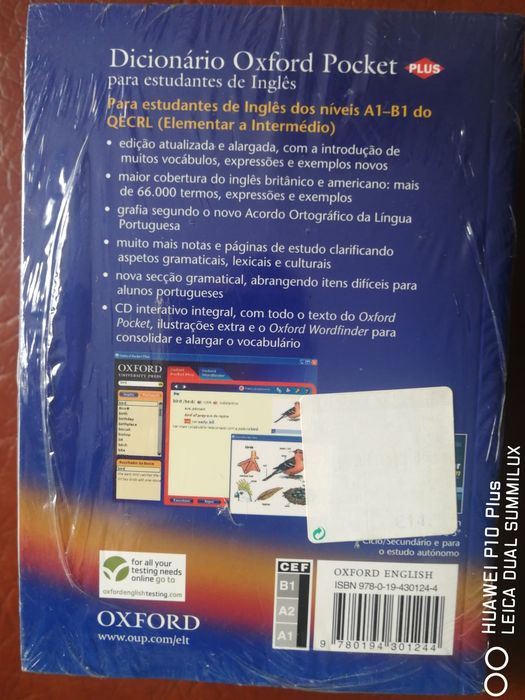 Dicionário Oxford Pocket PLUS
para estudantes de Inglês
Para estudantes de Inglês dos níveis A1–B1 do
QECRL (Elementar a Intermédio)
• edição atualizada e alargada, com a introdução de
muitos vocábulos, expressões e exemplos novos
• maior cobertura do inglês britânico e americano: mais
de 66.000 termos, expressões e exemplos
• grafia segundo o novo Acordo Ortográfico da Língua
Portuguesa
• muito mais notas e páginas de estudo clarificando
aspetos gramaticais, lexicais e culturais
• nova secção gramatical, abrangendo itens difíceis para
alunos portugueses
• CD interativo integral, com todo o texto do Oxford
Pocket, ilustrações extra e o Oxford Wordfinder para
consolidar e alargar o vocabulário
OXFORD
UNIVERSITY PRESS
Ciclo/Secundário e para
o estudo autónomo
for all your
testing needs
online go to
oxfordenglishtesting.com
OXFORD
www.oup.com/elt
CEF
B1
A2
A1
OXFORD ENGLISH
ISBN 978-0-19-430124-4
9 780194 301244
HUAWEI P10 Plus
LEICA DUAL SUMMILUX